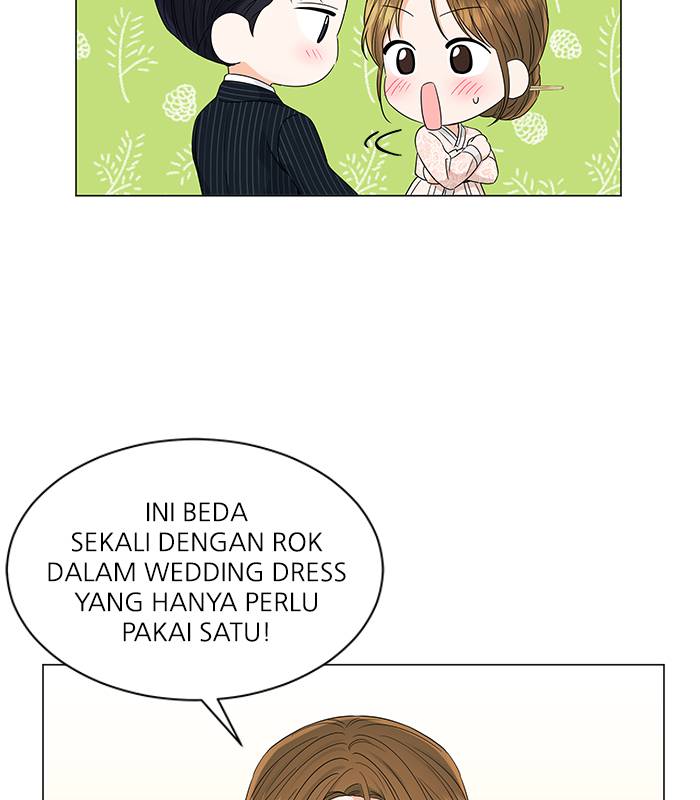 INI BEDA
SEKALI DENGAN ROK
DALAM WEDDING DRESS
YANG HANYA PERLU
PAKAI SATU!